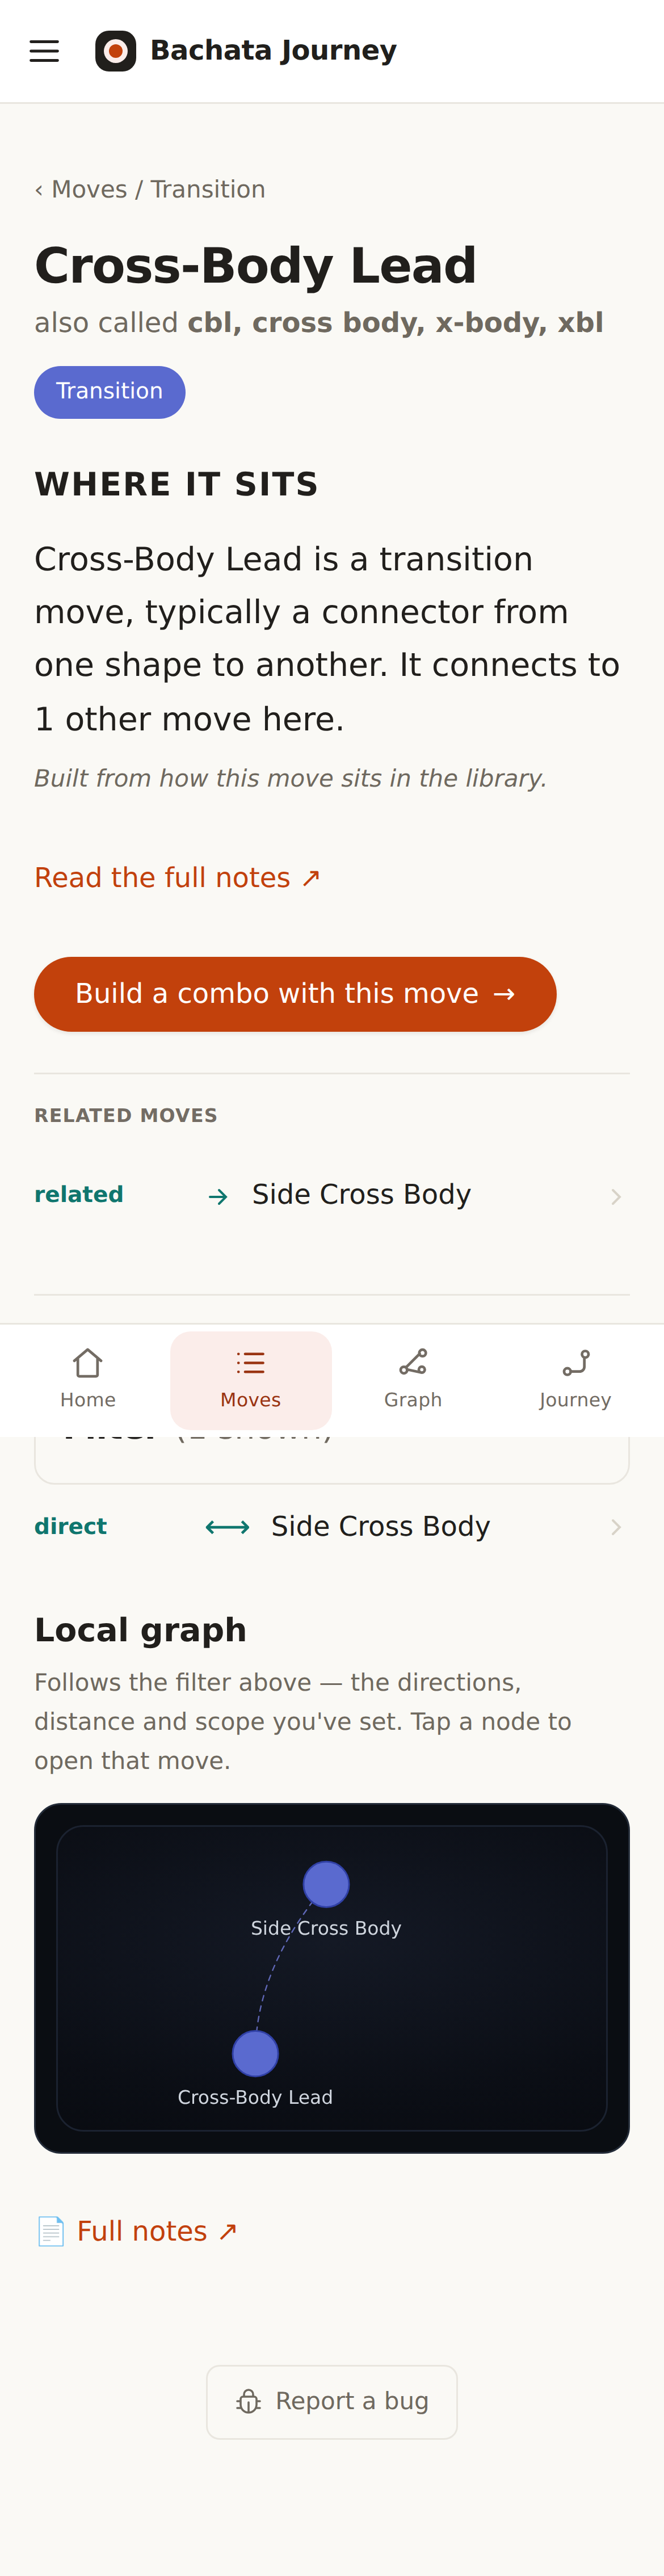 Bachata Journey
‹ Moves / Transition
Cross-Body Lead
also called cbl, cross body, x-body, xbl
Transition
WHERE IT SITS
Cross-Body Lead is a transition
move, typically a connector from
one shape to another. It connects to
1 other move here.
Built from how this move sits in the library.
Read the full notes ↗
Build a combo with this move →
RELATED MOVES
related → Side Cross Body ›
Home Moves Graph Journey
direct ⟷ Side Cross Body ›
Local graph
Follows the filter above — the directions,
distance and scope you've set. Tap a node to
open that move.
Side Cross Body
Cross-Body Lead
Full notes ↗
Report a bug